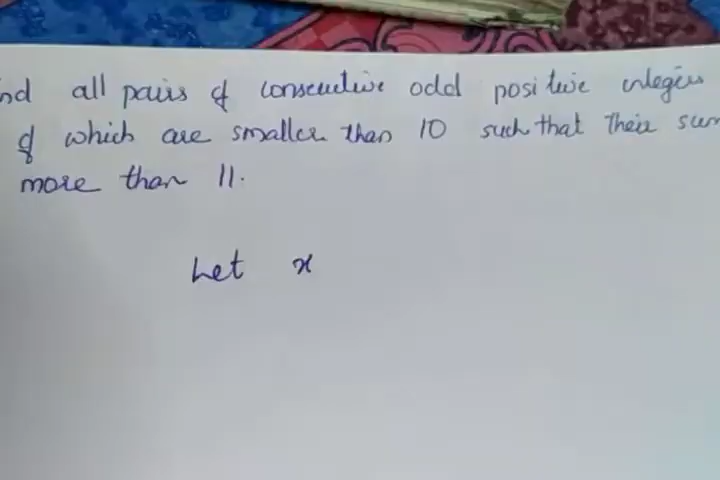 nd all pairs of consecutive odd positive integers
of which are smaller than 10 such that their sum
more than 11.
Let x